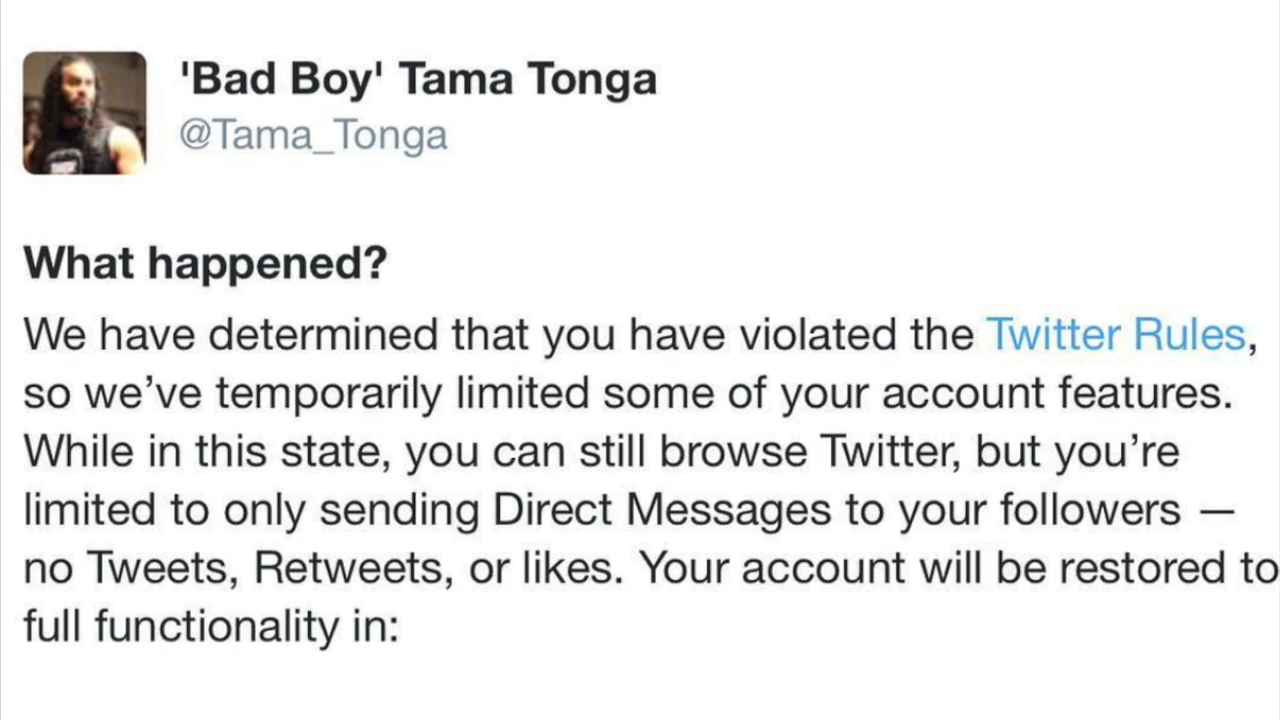 'Bad Boy' Tama Tonga
@Tama_Tonga
What happened?
We have determined that you have violated the Twitter Rules,
so we’ve temporarily limited some of your account features.
While in this state, you can still browse Twitter, but you’re
limited to only sending Direct Messages to your followers —
no Tweets, Retweets, or likes. Your account will be restored to
full functionality in: